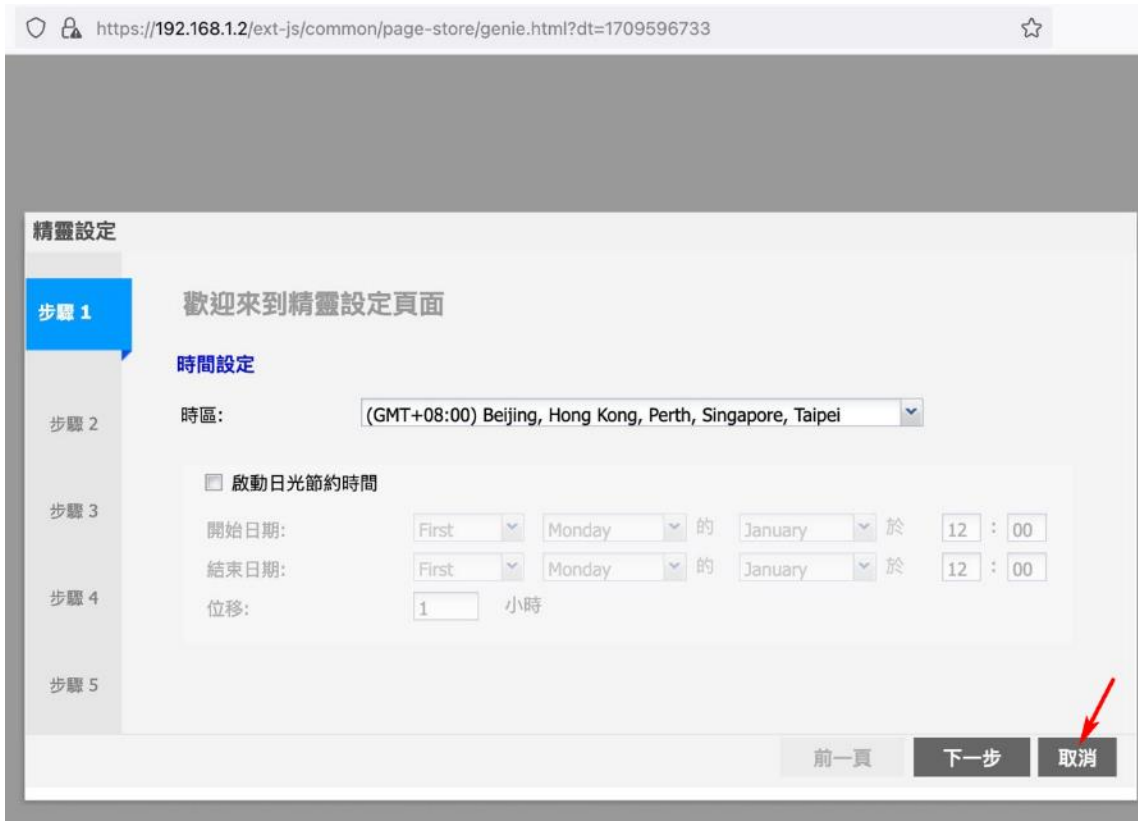 https://192.168.1.2/ext-js/common/page-store/genie.html?dt=1709596733
精靈設定
步驟 1
歡迎來到精靈設定頁面
時間設定
步驟 2
時區: (GMT+08:00) Beijing, Hong Kong, Perth, Singapore, Taipei
啟動日光節約時間
步驟 3
開始日期: First Monday 的 January 於 12 : 00
結束日期: First Monday 的 January 於 12 : 00
步驟 4
位移: 1 小時
步驟 5
前一頁 下一步 取消